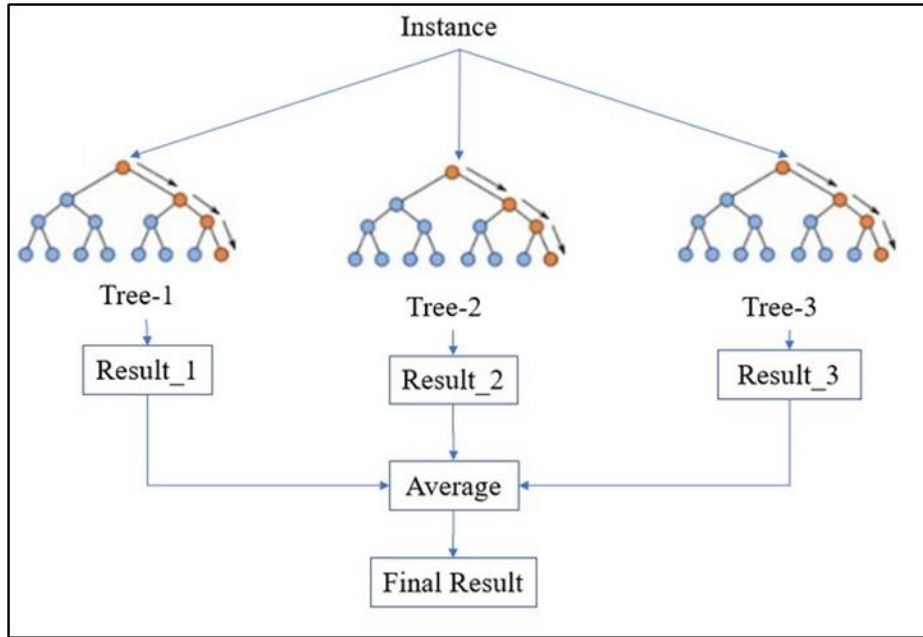 Instance
Tree-1
Tree-2
Tree-3
Result_1
Result_2
Result_3
Average
Final Result